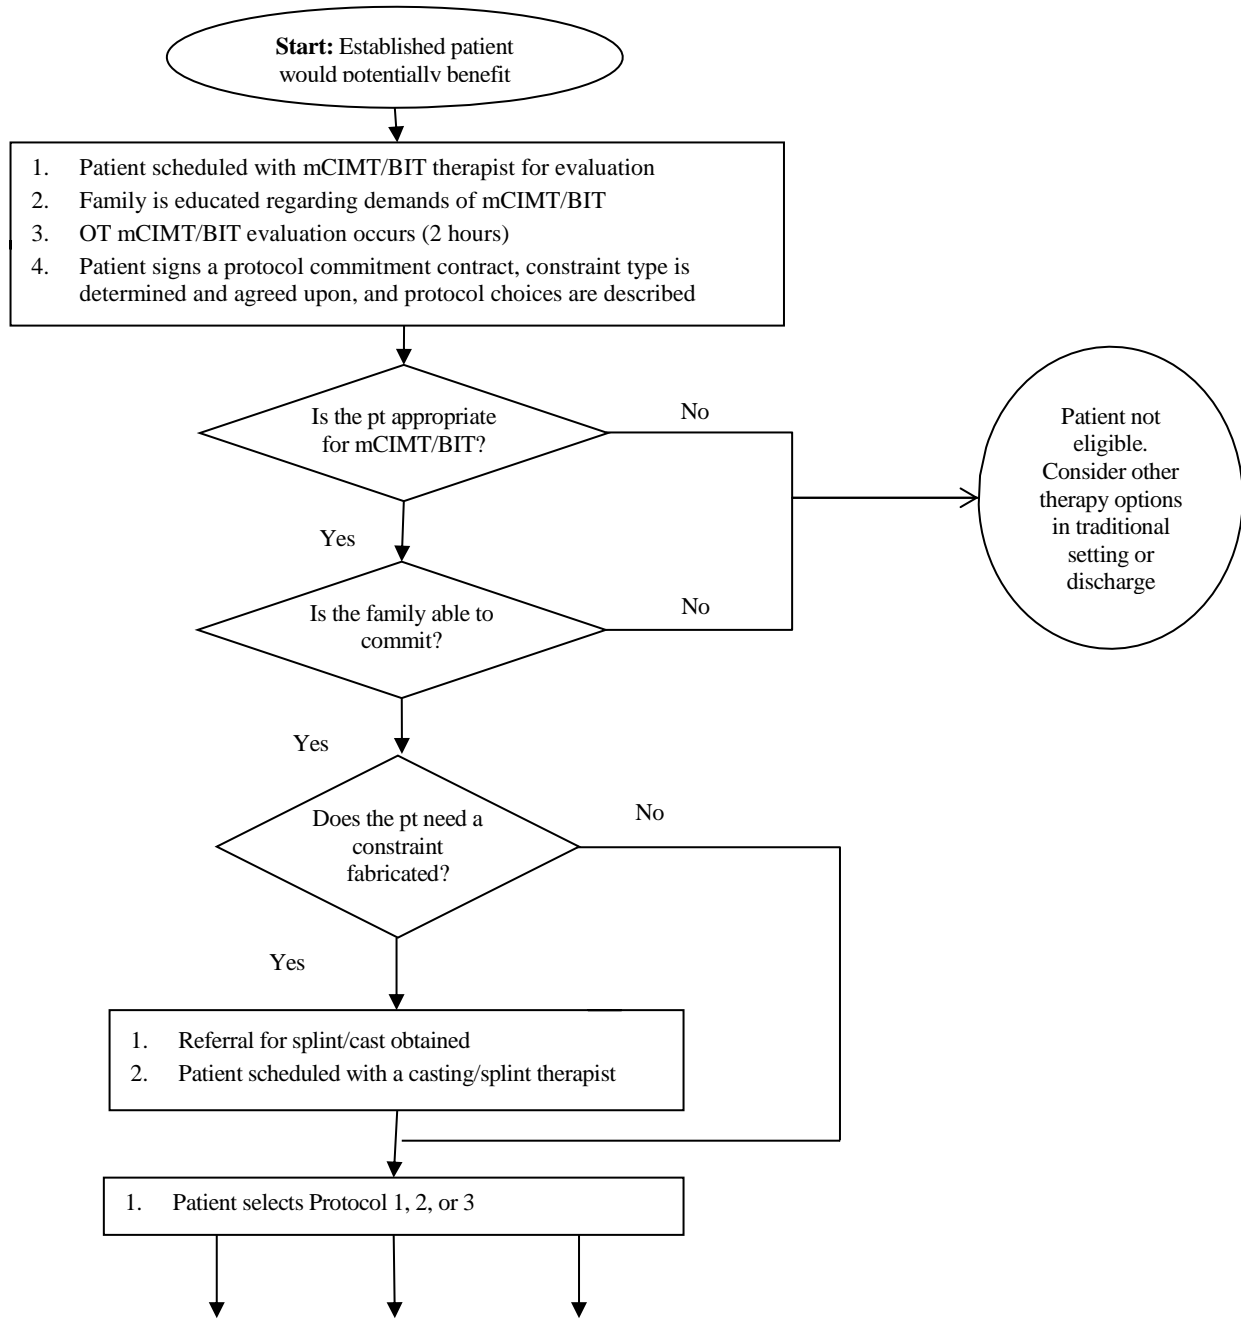 Start: Established patient
would potentially benefit
1. Patient scheduled with mCIMT/BIT therapist for evaluation
2. Family is educated regarding demands of mCIMT/BIT
3. OT mCIMT/BIT evaluation occurs (2 hours)
4. Patient signs a protocol commitment contract, constraint type is
determined and agreed upon, and protocol choices are described
Is the pt appropriate
for mCIMT/BIT?
No
Patient not
eligible.
Consider other
therapy options
in traditional
setting or
discharge
Yes
Is the family able to
commit?
No
Yes
Does the pt need a
constraint
fabricated?
No
Yes
1. Referral for splint/cast obtained
2. Patient scheduled with a casting/splint therapist
1. Patient selects Protocol 1, 2, or 3